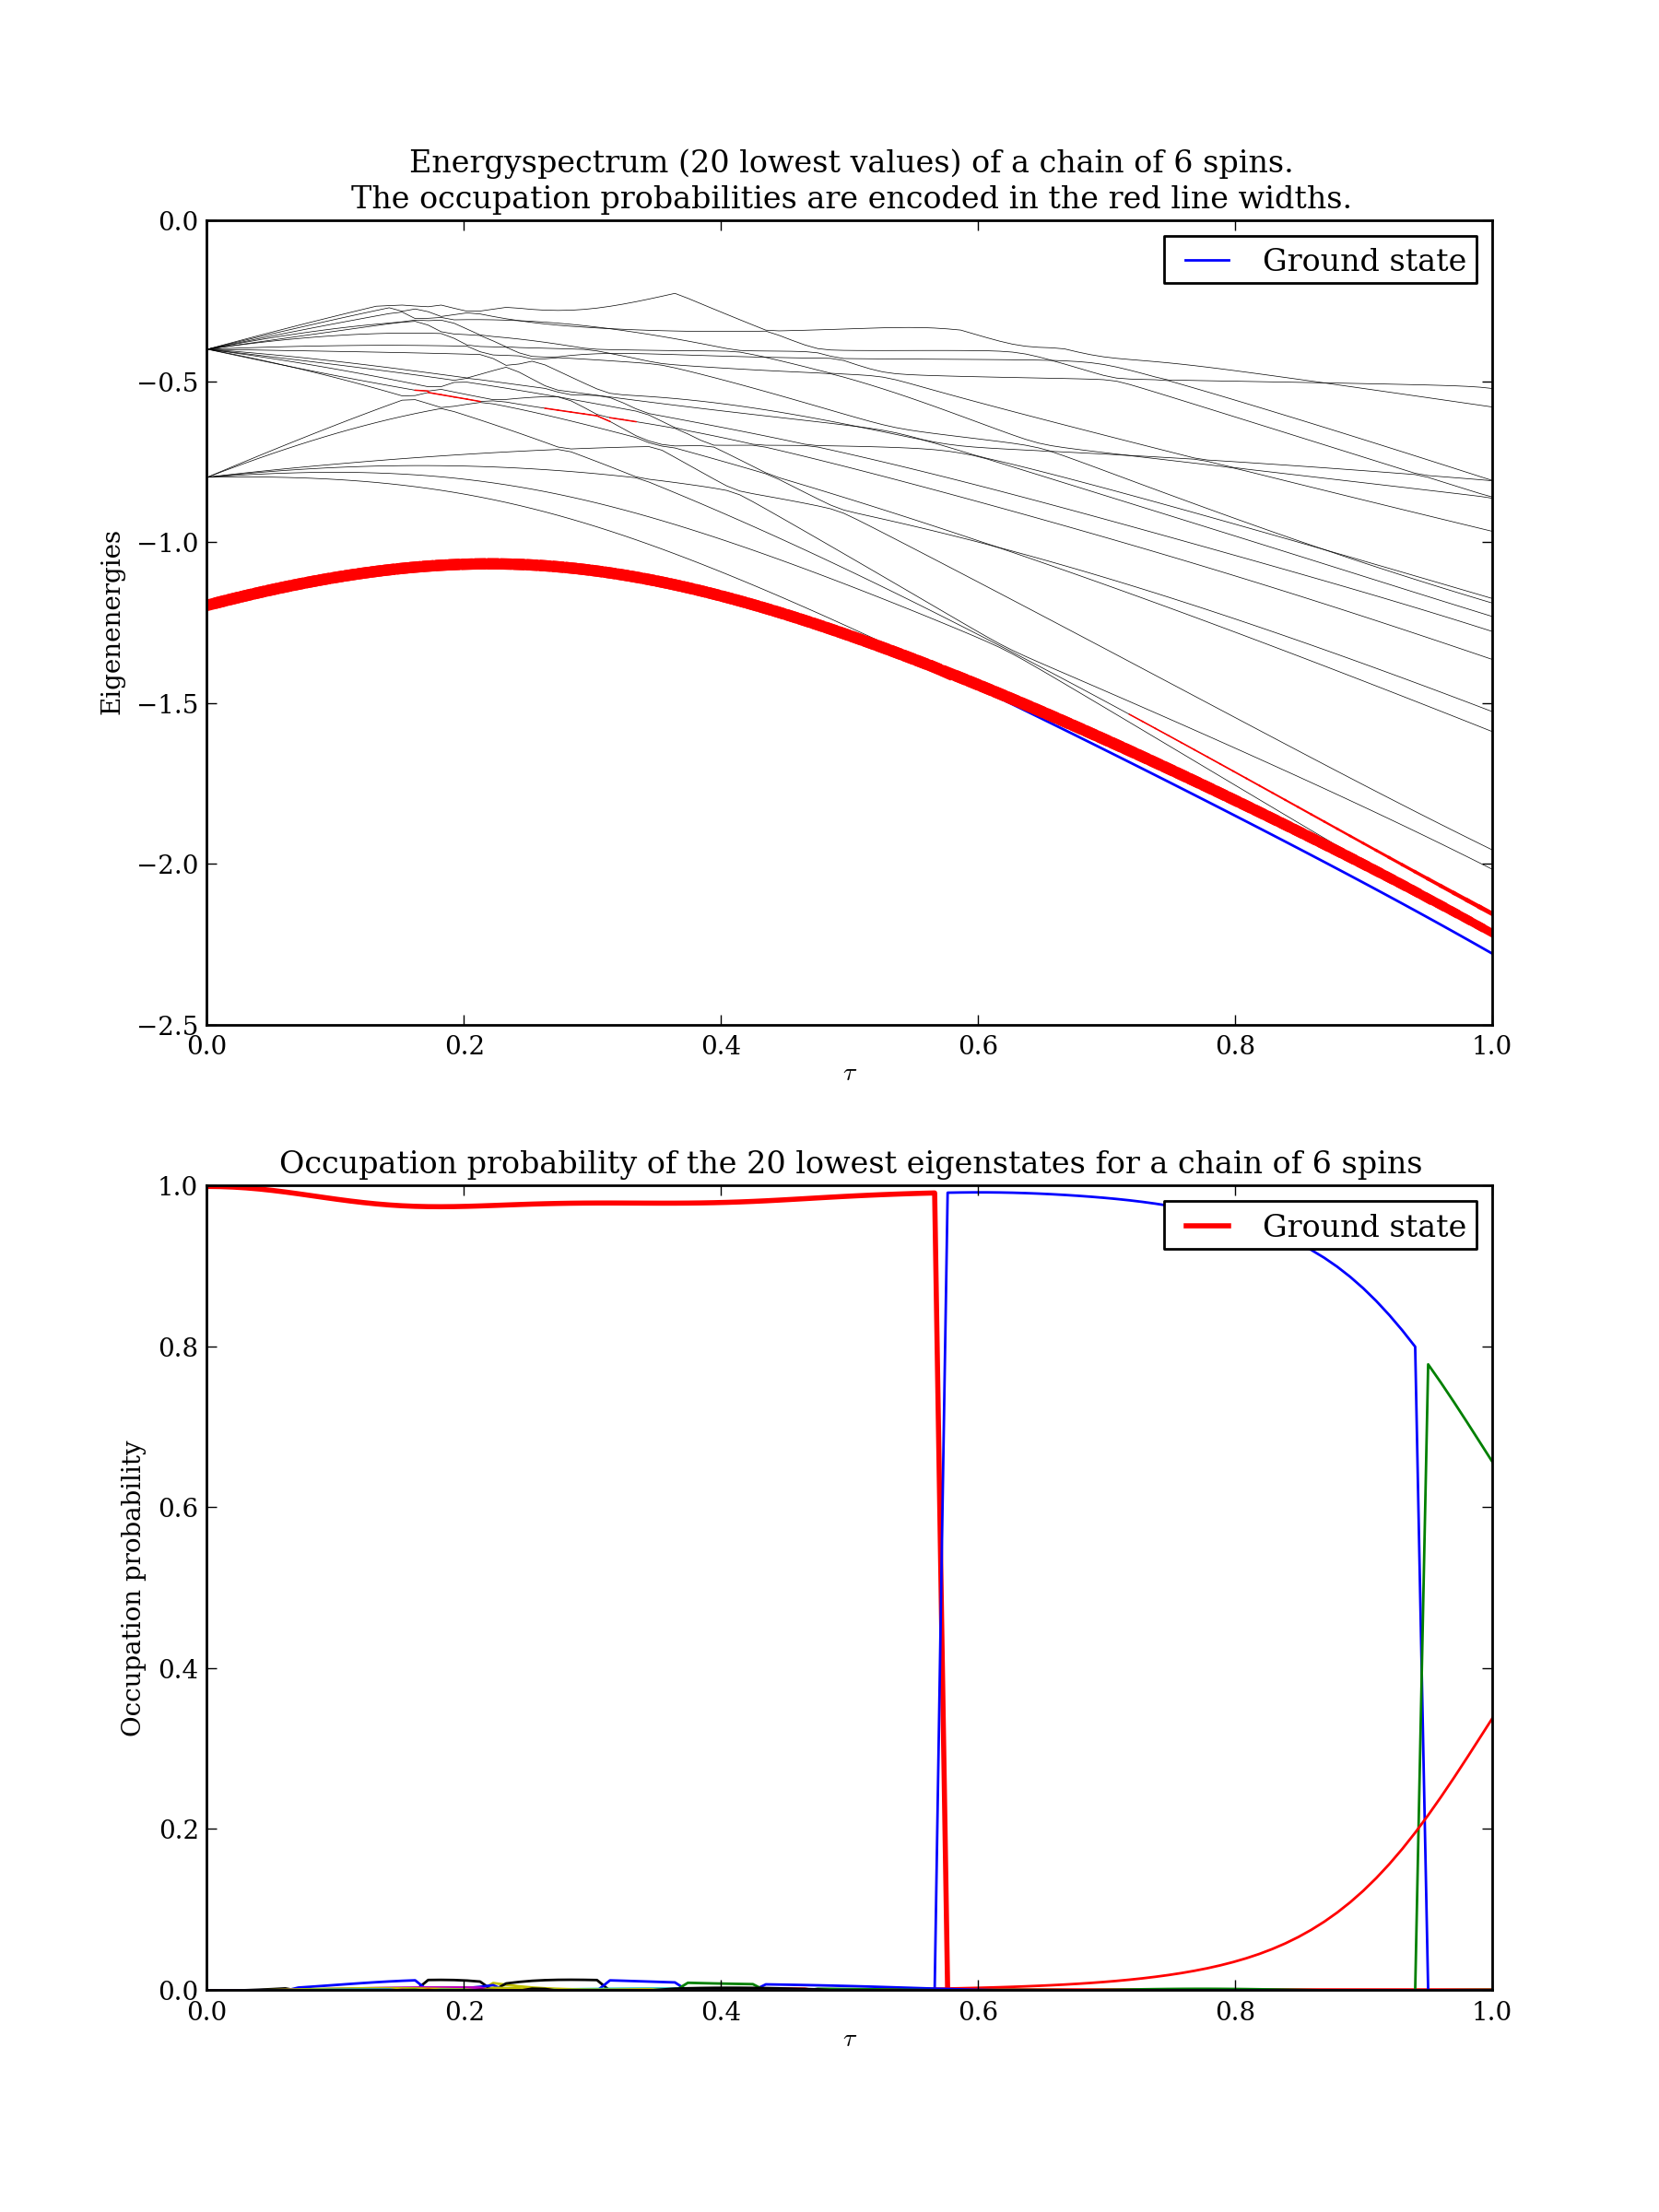 Energyspectrum (20 lowest values) of a chain of 6 spins.
The occupation probabilities are encoded in the red line widths.
0.0
−0.5
−1.0
−1.5
−2.0
−2.5
Eigenenergies
Ground state
0.0 0.2 0.4 0.6 0.8 1.0
τ
Occupation probability of the 20 lowest eigenstates for a chain of 6 spins
1.0
0.8
0.6
0.4
0.2
0.0
Occupation probability
Ground state
0.0 0.2 0.4 0.6 0.8 1.0
τ